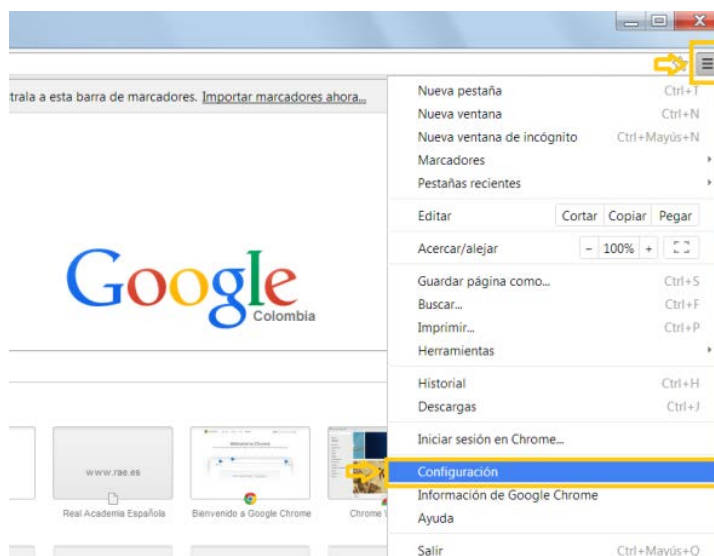 trala a esta barra de marcadores. Importar marcadores ahora...
Google
Colombia
www.rae.es
Real Academia Española
Bienvenido a Google Chrome
Chrome
Nueva pestaña Ctrl+T
Nueva ventana Ctrl+N
Nueva ventana de incógnito Ctrl+Mayús+N
Marcadores
Pestañas recientes
Editar Cortar Copiar Pegar
Acercar/alejar - 100% +
Guardar página como... Ctrl+S
Buscar... Ctrl+F
Imprimir... Ctrl+P
Herramientas
Historial Ctrl+H
Descargas Ctrl+J
Iniciar sesión en Chrome...
Configuración
Información de Google Chrome
Ayuda
Salir Ctrl+Mayús+Q